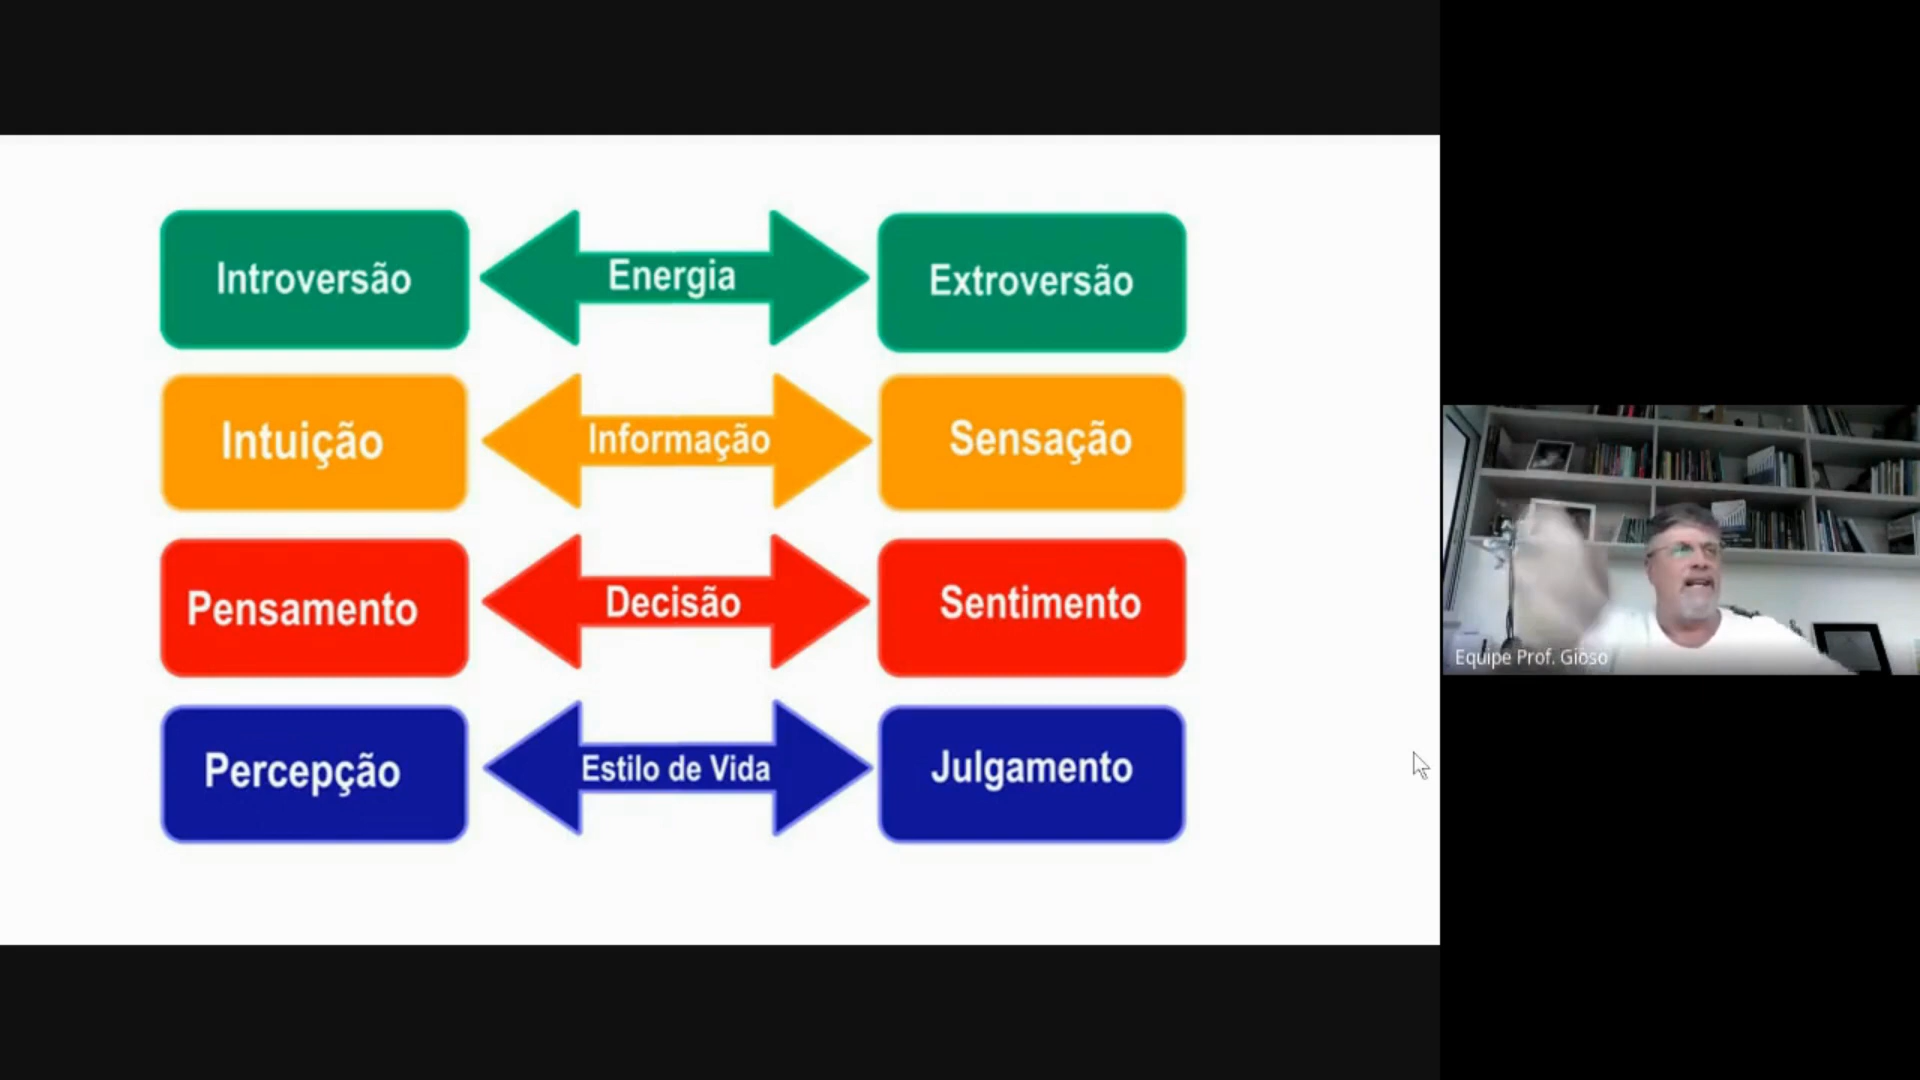 Introversão
Energia
Extroversão
Intuição
Informação
Sensação
Pensamento
Decisão
Sentimento
Percepção
Estilo de Vida
Julgamento
Equipe Prof. Gioso